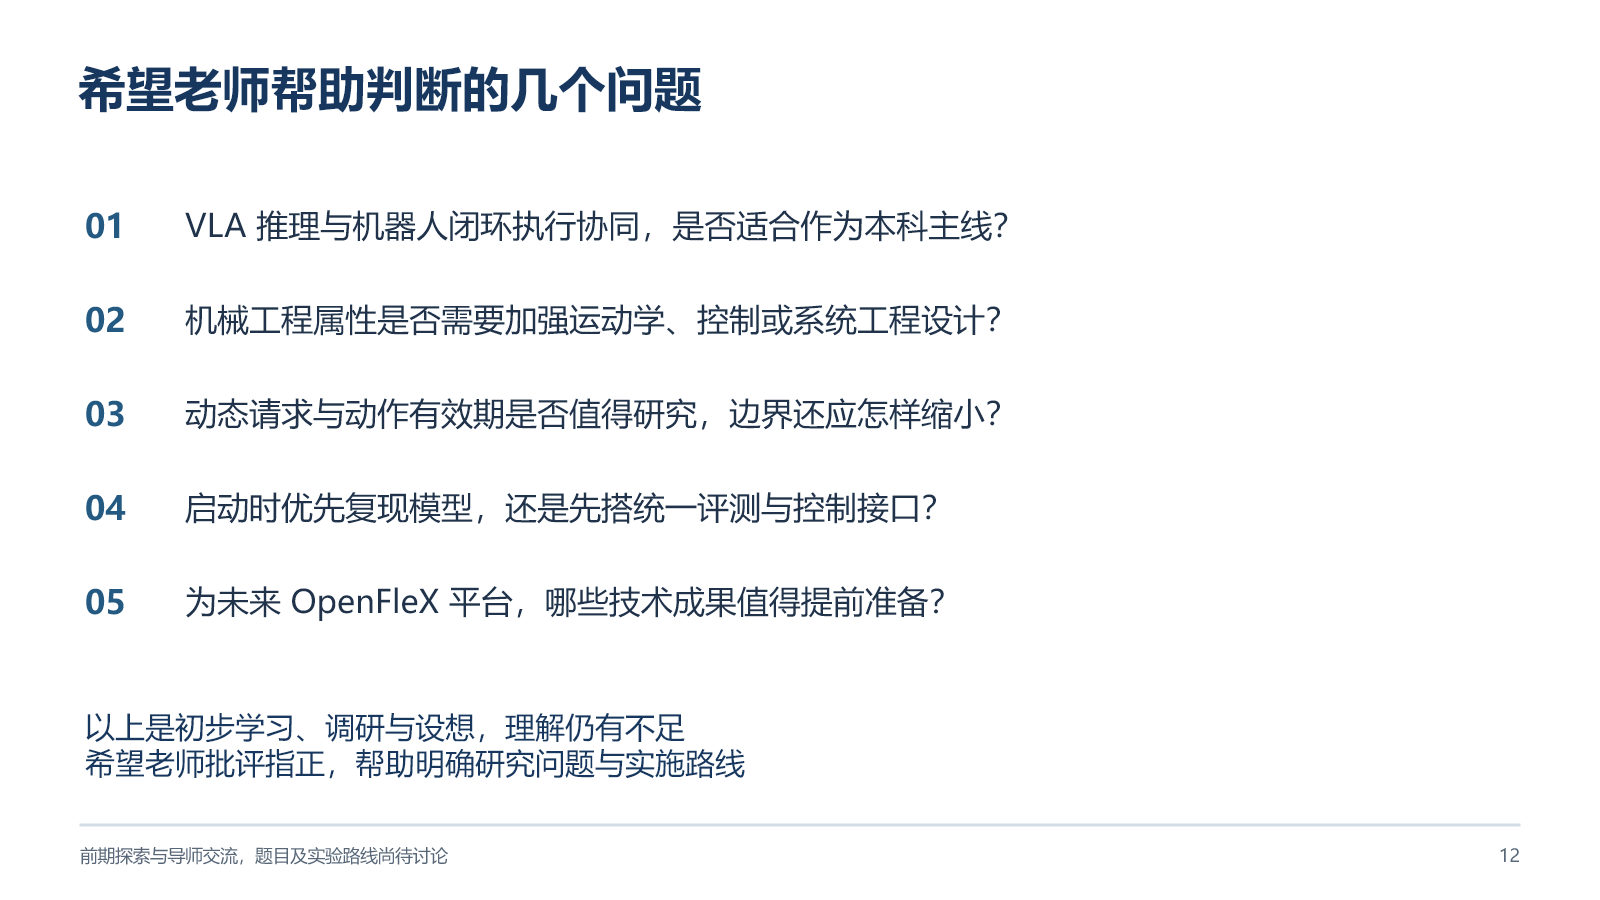 希望老师帮助判断的几个问题
01 VLA 推理与机器人闭环执行协同，是否适合作为本科主线？
02 机械工程属性是否需要加强运动学、控制或系统工程设计？
03 动态请求与动作有效期是否值得研究，边界还应怎样缩小？
04 启动时优先复现模型，还是先搭统一评测与控制接口？
05 为未来 OpenFleX 平台，哪些技术成果值得提前准备？
以上是初步学习、调研与设想，理解仍有不足
希望老师批评指正，帮助明确研究问题与实施路线
前期探索与导师交流，题目及实验路线尚待讨论
12